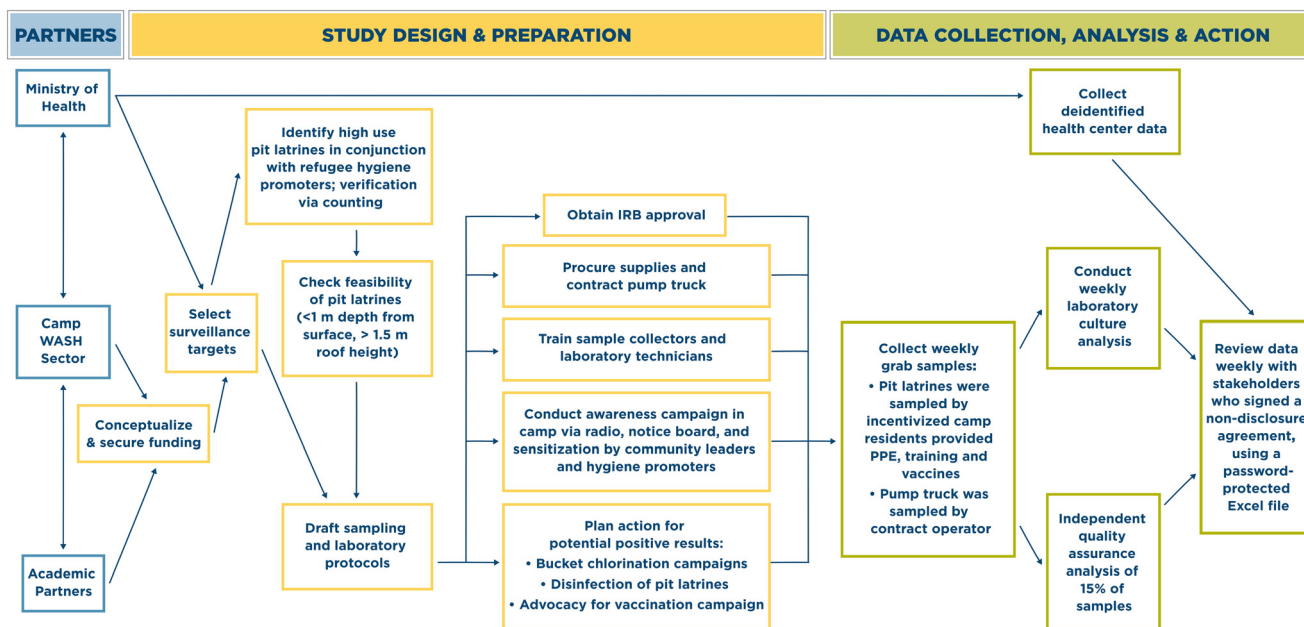 PARTNERS
STUDY DESIGN & PREPARATION
DATA COLLECTION, ANALYSIS & ACTION
Ministry of
Health
Camp
WASH
Sector
Academic
Partners
Conceptualize
& secure funding
Select
surveillance
targets
Identify high use
pit latrines in conjunction
with refugee hygiene
promoters; verification
via counting
Check feasibility
of pit latrines
(<1 m depth from
surface, > 1.5 m
roof height)
Draft sampling
and laboratory
protocols
Obtain IRB approval
Procure supplies and
contract pump truck
Train sample collectors and
laboratory technicians
Conduct awareness campaign in
camp via radio, notice board, and
sensitization by community leaders
and hygiene promoters
Plan action for
potential positive results:
• Bucket chlorination campaigns
• Disinfection of pit latrines
• Advocacy for vaccination campaign
Collect weekly
grab samples:
• Pit latrines were
sampled by
incentivized camp
residents provided
PPE, training and
vaccines
• Pump truck was
sampled by
contract operator
Collect
deidentified
health center data
Conduct
weekly
laboratory
culture
analysis
Independent
quality
assurance
analysis of
15% of
samples
Review data
weekly with
stakeholders
who signed a
non-disclosure
agreement,
using a
password-
protected
Excel file